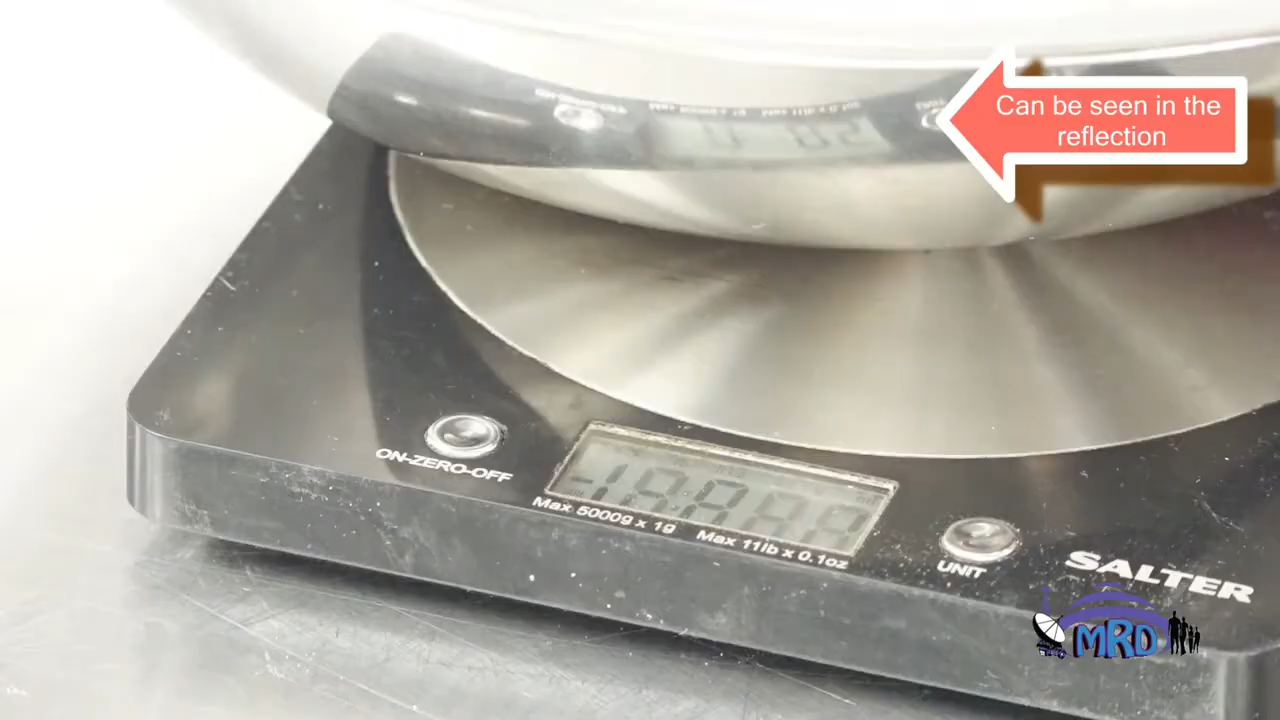 Can be seen in the
reflection
ON-ZERO-OFF
Max 5000g x 1g Max 11lb x 0.1oz
UNIT
SALTER
MRD